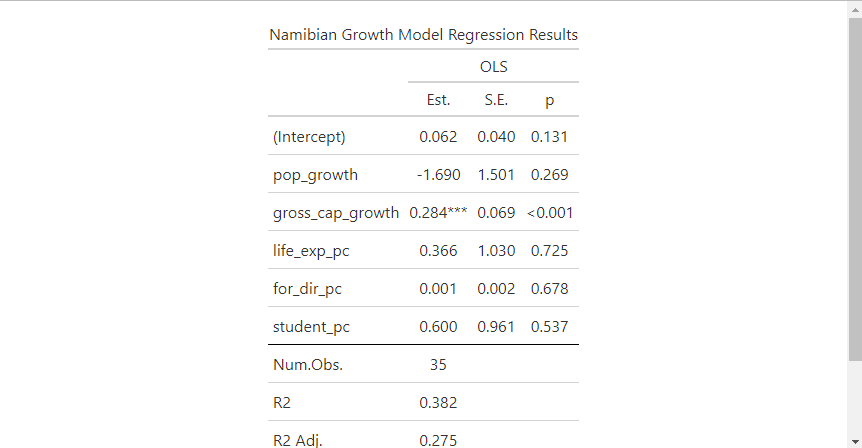 Namibian Growth Model Regression Results
OLS
Est. S.E. p
(Intercept) 0.062 0.040 0.131
pop_growth -1.690 1.501 0.269
gross_cap_growth 0.284*** 0.069 <0.001
life_exp_pc 0.366 1.030 0.725
for_dir_pc 0.001 0.002 0.678
student_pc 0.600 0.961 0.537
Num.Obs. 35
R2 0.382
R2 Adj. 0.275